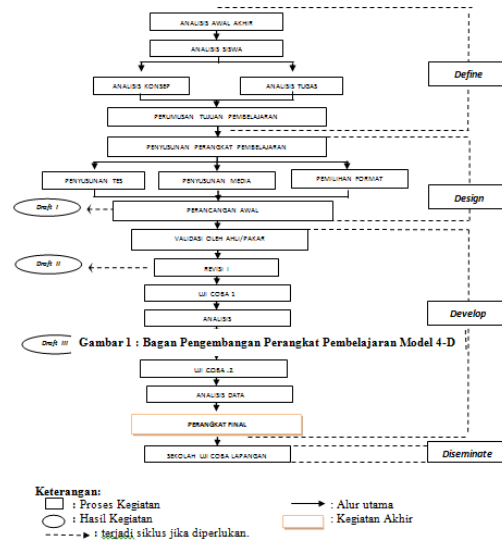 ANALISIS AWAL AKHIR
ANALISIS SISWA
ANALISIS KONSEP
ANALISIS TUGAS
Define
PERUMUSAN TUJUAN PEMBELAJARAN
PENYUSUNAN PERANGKAT PEMBELAJARAN
PENYUSUNAN TES
PENYUSUNAN MEDIA
PEMILIHAN FORMAT
Design
Draft I
PERANCANGAN AWAL
VALIDASI OLEH AHLI/PAKAR
Draft II
REVISI I
UJI COBA 1
Develop
ANALISIS
Draft III
Gambar 1 : Bagan Pengembangan Perangkat Pembelajaran Model 4-D
UJI COBA .2
ANALISIS DATA
PERANGKAT FINAL
SEKOLAH UJI COBA LAPANGAN
Diseminate
Keterangan:
: Proses Kegiatan
: Alur utama
: Hasil Kegiatan
: Kegiatan Akhir
: terjadi siklus jika diperlukan.